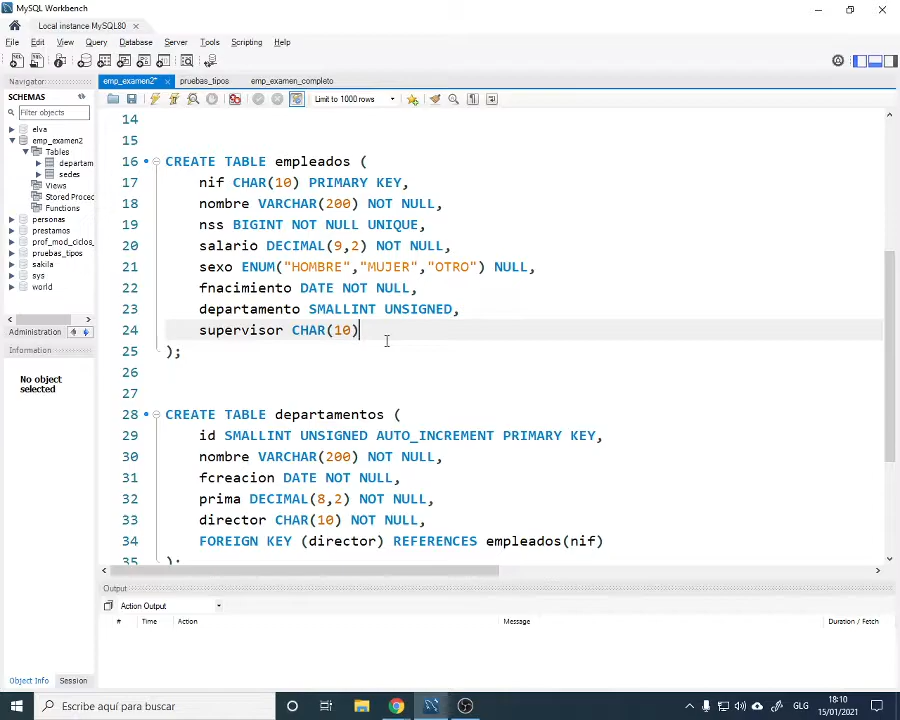 MySQL Workbench
Local instance MySQL80
File Edit View Query Database Server Tools Scripting Help
Navigator
emp_examen2* pruebas_tipos emp_examen_completo
SCHEMAS
Limit to 1000 rows
Filter objects
elva
emp_examen2
Tables
departam
sedes
Views
Stored Proced
Functions
personas
prestamos
prof_mod_ciclos_
pruebas_tipos
sakila
sys
world
Administration
Information
No object
selected
14
15
16 CREATE TABLE empleados (
17 nif CHAR(10) PRIMARY KEY,
18 nombre VARCHAR(200) NOT NULL,
19 nss BIGINT NOT NULL UNIQUE,
20 salario DECIMAL(9,2) NOT NULL,
21 sexo ENUM("HOMBRE","MUJER","OTRO") NULL,
22 fnacimiento DATE NOT NULL,
23 departamento SMALLINT UNSIGNED,
24 supervisor CHAR(10)
25 );
26
27
28 CREATE TABLE departamentos (
29 id SMALLINT UNSIGNED AUTO_INCREMENT PRIMARY KEY,
30 nombre VARCHAR(200) NOT NULL,
31 fcreacion DATE NOT NULL,
32 prima DECIMAL(8,2) NOT NULL,
33 director CHAR(10) NOT NULL,
34 FOREIGN KEY (director) REFERENCES empleados(nif)
35 );
Output
Action Output
# Time Action Message Duration / Fetch
Object Info Session
Escribe aquí para buscar
GLG
18:10
15/01/2021